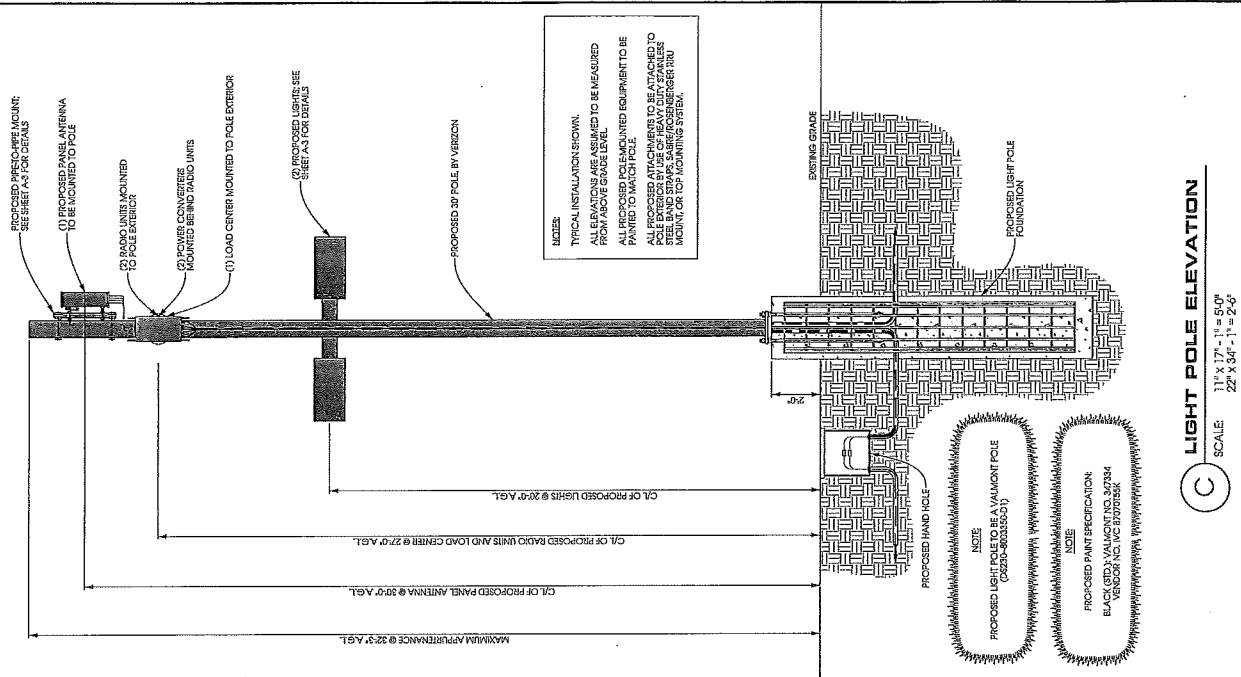 PROPOSED PIPE-TO-PIPE MOUNT;
SEE SHEET A-3 FOR DETAILS
(1) PROPOSED PANEL ANTENNA
TO BE MOUNTED TO POLE
(2) RADIO UNITS MOUNTED
TO POLE EXTERIOR
(2) POWER CONVERTERS
MOUNTED BEHIND RADIO UNITS
(1) LOAD CENTER MOUNTED TO POLE EXTERIOR
(2) PROPOSED LIGHTS; SEE
SHEET A-3 FOR DETAILS
PROPOSED 30' POLE, BY VERIZON
NOTES:
TYPICAL INSTALLATION SHOWN.
ALL ELEVATIONS ARE ASSUMED TO BE MEASURED
FROM ABOVE GRADE LEVEL.
ALL PROPOSED POLE-MOUNTED EQUIPMENT TO BE
PAINTED TO MATCH POLE.
ALL PROPOSED ATTACHMENTS TO BE ATTACHED TO
POLE EXTERIOR BY USE OF HEAVY DUTY STAINLESS
STEEL BAND STRAPS, SABRE/ROSENBERGER RRU
MOUNT, OR TOP MOUNTING SYSTEM.
EXISTING GRADE
PROPOSED LIGHT POLE
FOUNDATION
MAXIMUM APPURTENANCE @ 32'-3" A.G.L.
C/L OF PROPOSED PANEL ANTENNA @ 30'-0" A.G.L.
C/L OF PROPOSED RADIO UNITS AND LOAD CENTER @ 27'-0" A.G.L.
C/L OF PROPOSED LIGHTS @ 20'-0" A.G.L.
2'-0"
PROPOSED HAND HOLE
NOTE:
PROPOSED LIGHT POLE TO BE A VALMONT POLE
NOTE:
PROPOSED PAINT SPECIFICATION:
BLACK (STD.): VALMONT NO. 347334
VENDOR NO. IVC 87070155K
C
LIGHT POLE ELEVATION
SCALE:
11" X 17" - 1" = 5'-0"
22" X 34" - 1" = 2'-6"